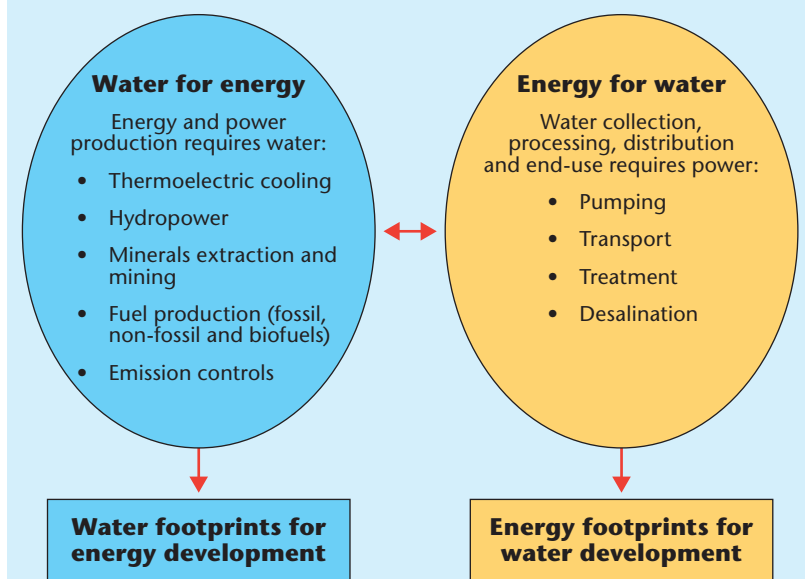 Water for energy
Energy and power
production requires water:
• Thermoelectric cooling
• Hydropower
• Minerals extraction and
mining
• Fuel production (fossil,
non-fossil and biofuels)
• Emission controls
Water footprints for
energy development
Energy for water
Water collection,
processing, distribution
and end-use requires power:
• Pumping
• Transport
• Treatment
• Desalination
Energy footprints for
water development